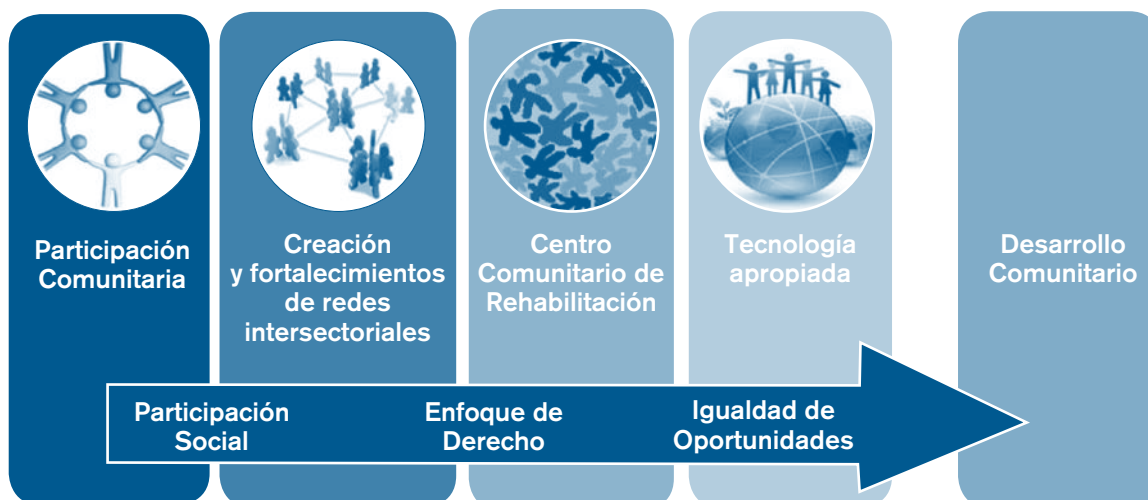 Participación
Comunitaria
Creación
y fortalecimientos
de redes
intersectoriales
Centro
Comunitario de
Rehabilitación
Tecnología
apropiada
Desarrollo
Comunitario
Participación
Social
Enfoque de
Derecho
Igualdad de
Oportunidades